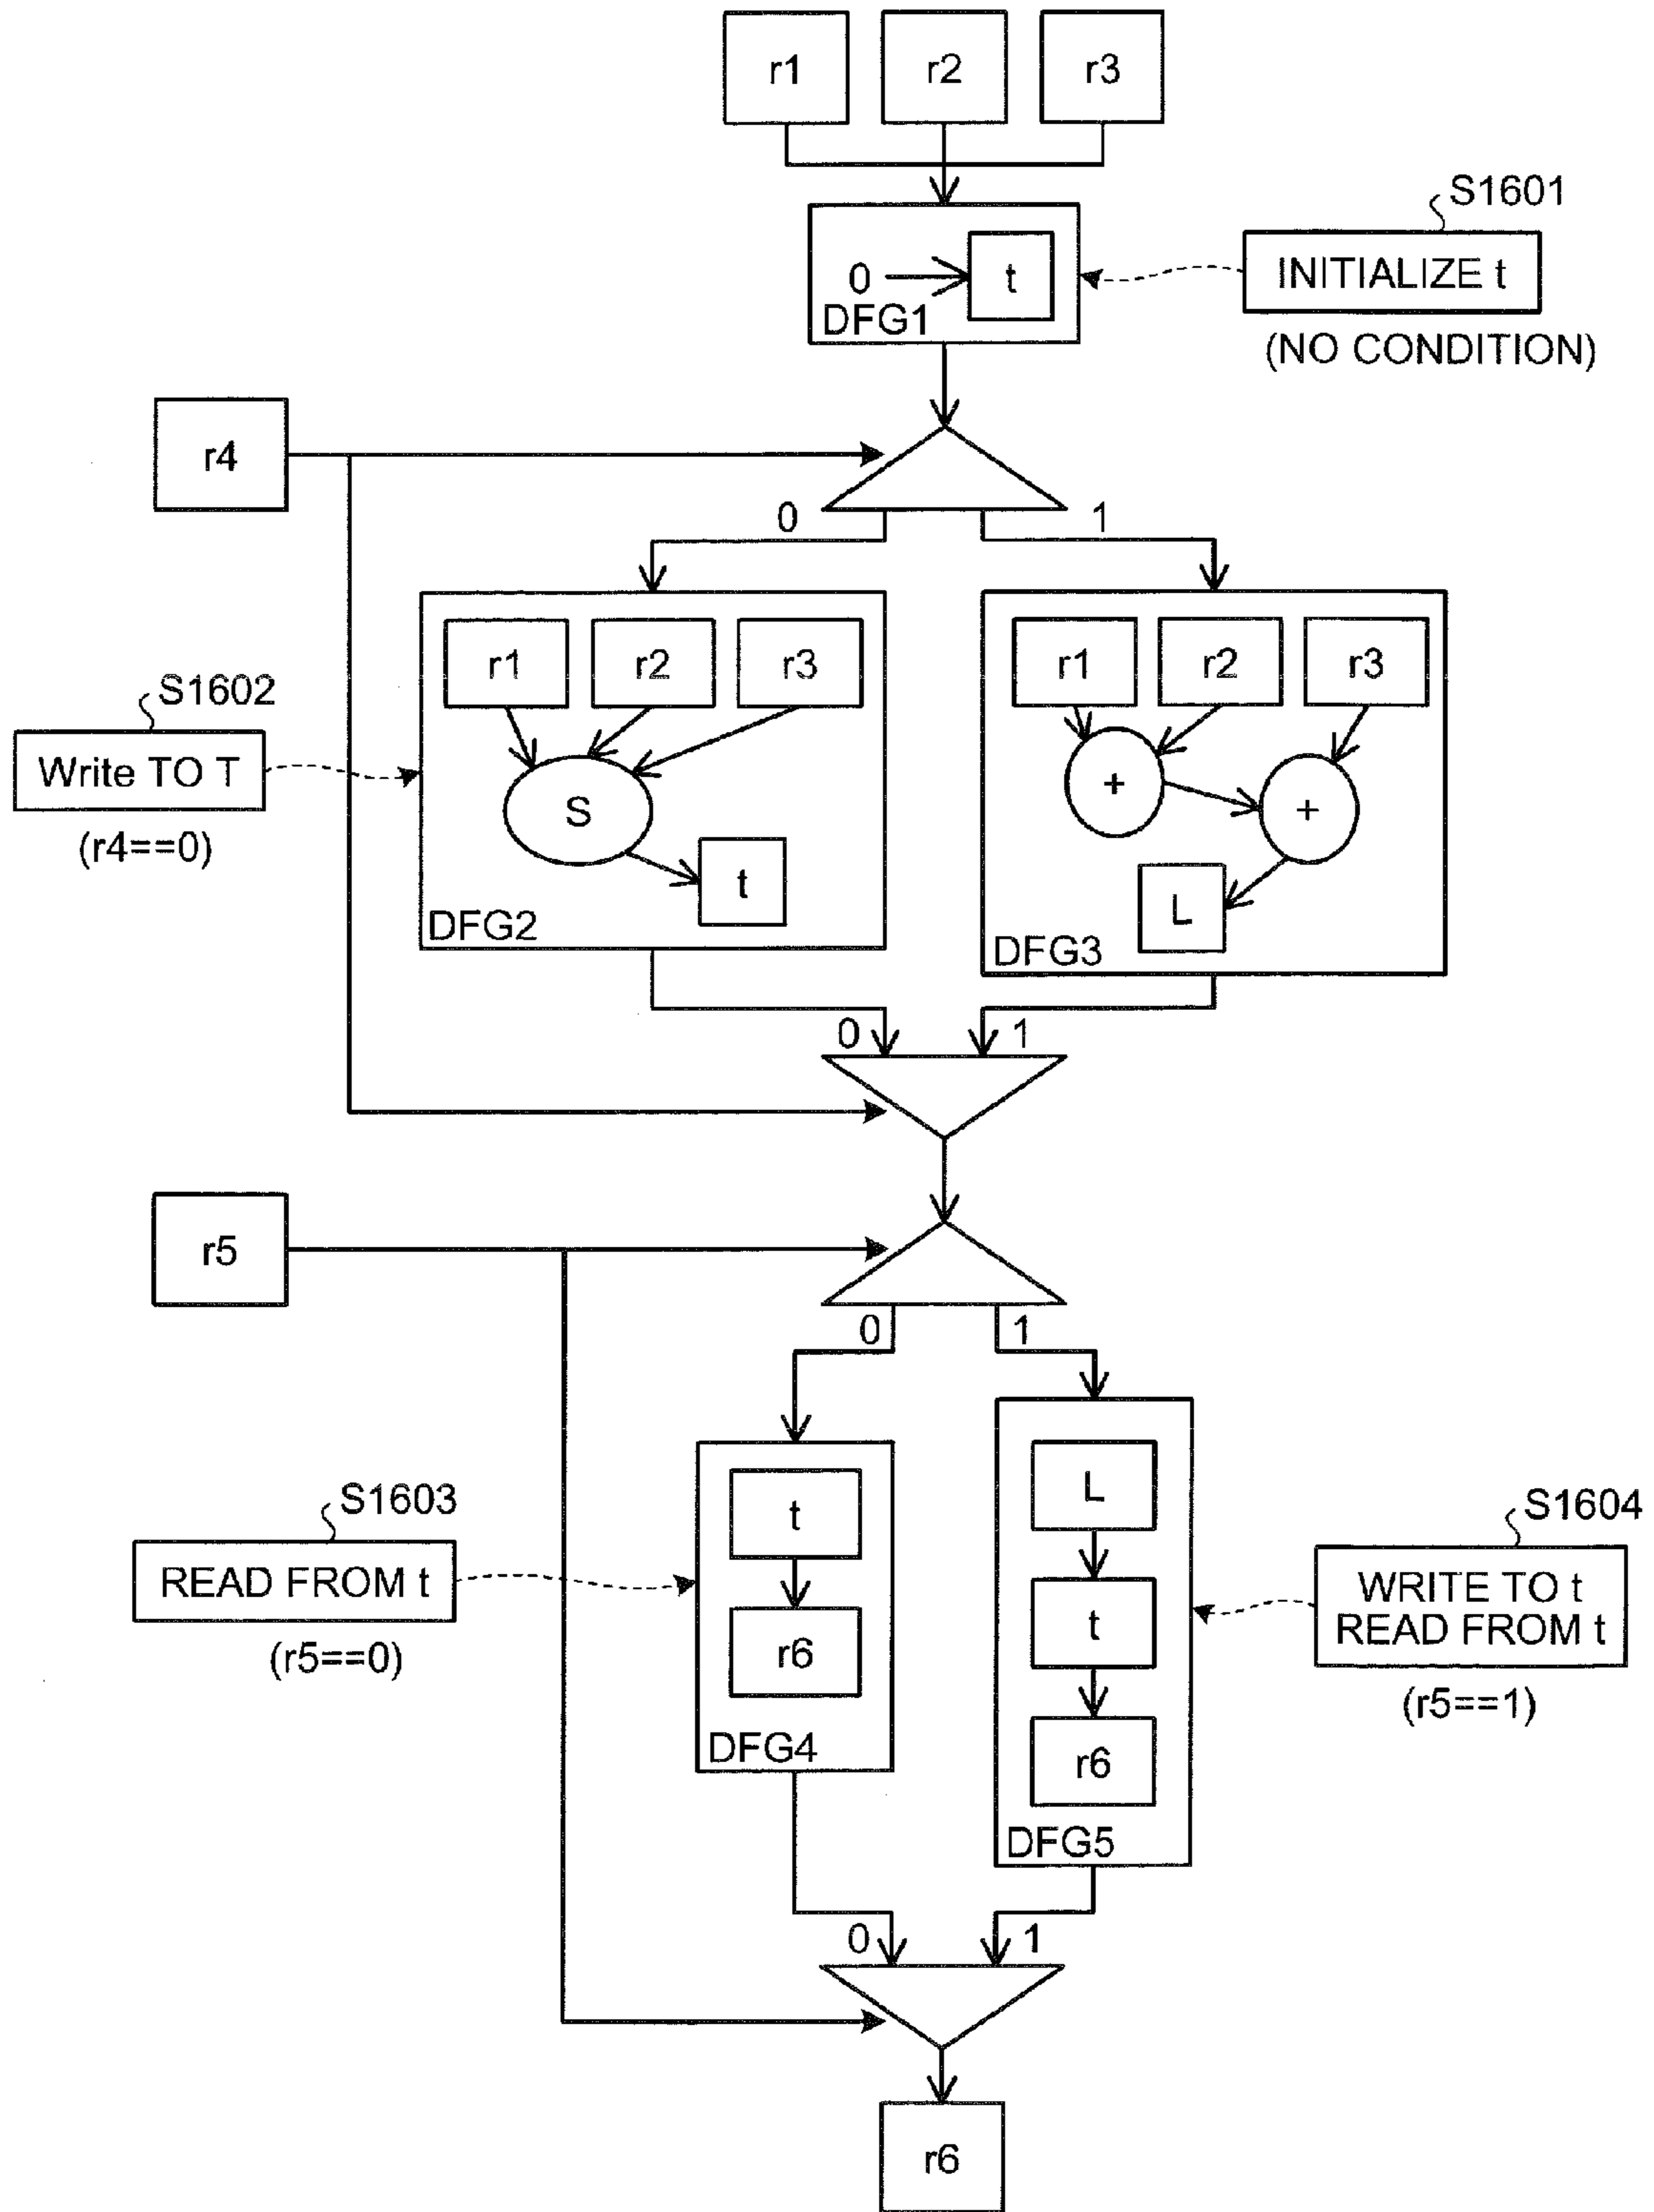 r1
r2
r3
S1601
0
t
DFG1
INITIALIZE t
(NO CONDITION)
r4
0
1
r1
r2
r3
r1
r2
r3
S1602
Write TO T
(r4==0)
S
t
DFG2
+
+
L
DFG3
0
1
r5
0
1
S1603
READ FROM t
(r5==0)
t
r6
DFG4
L
t
r6
DFG5
S1604
WRITE TO t
READ FROM t
(r5==1)
0
1
r6